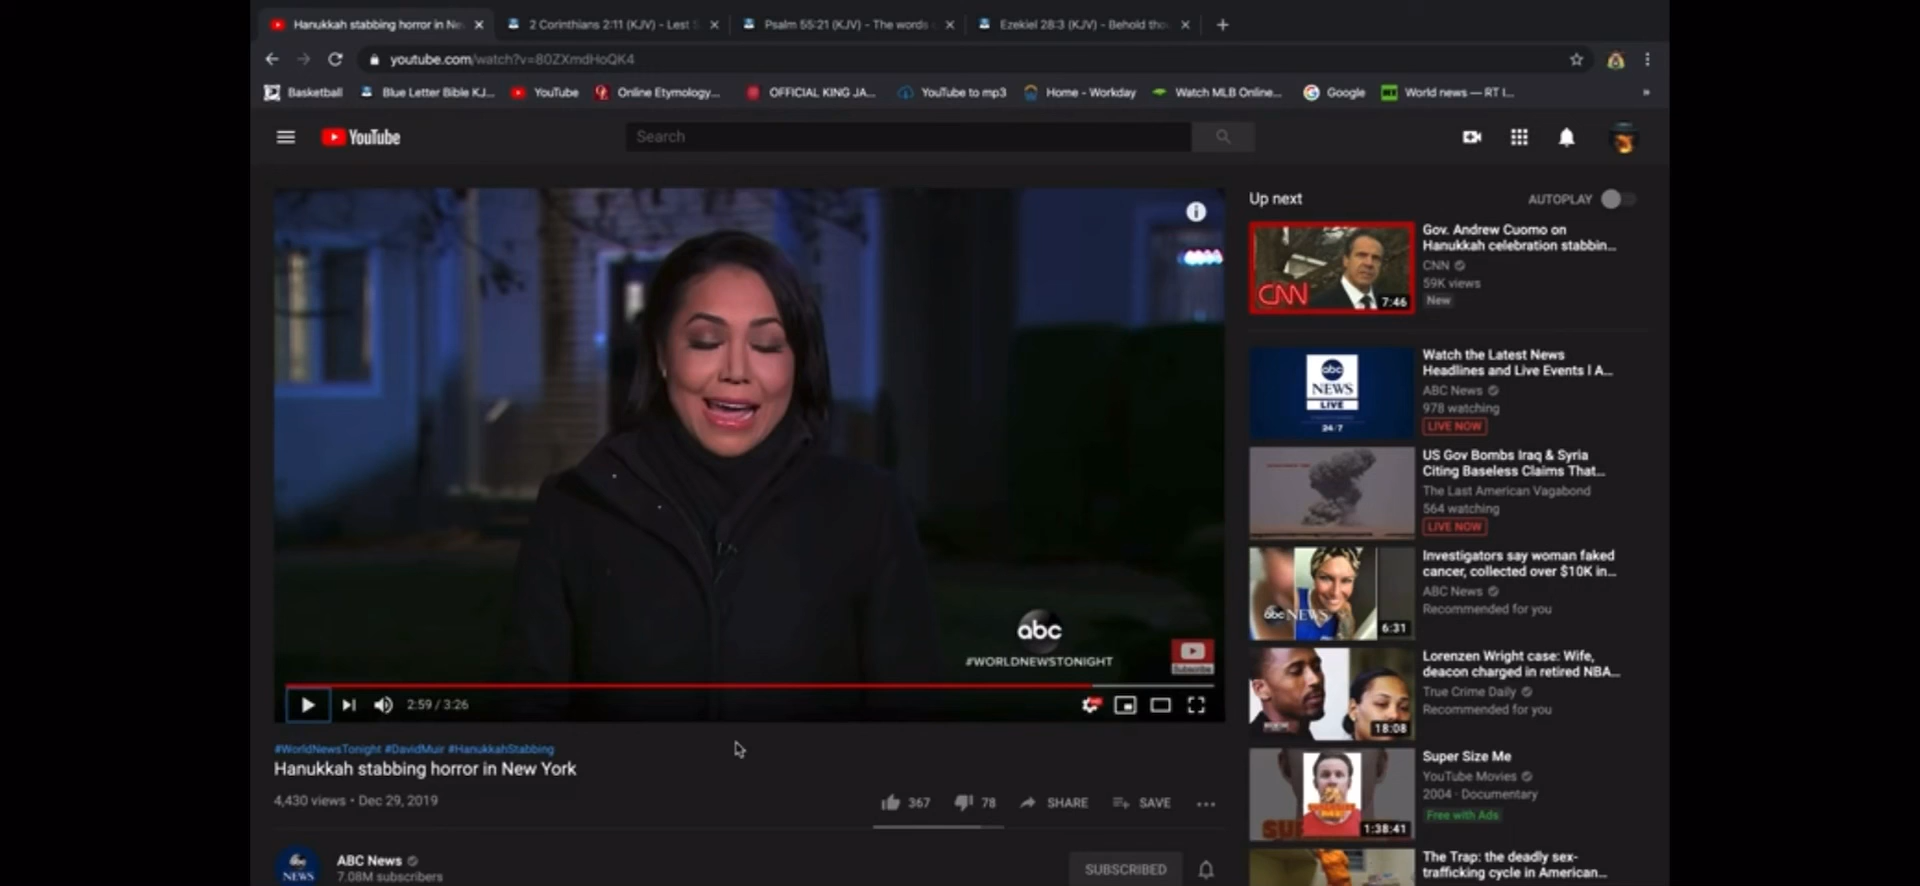 Hanukkah stabbing horror in Ne
2 Corinthians 2:11 (KJV) - Lest S
Psalm 55:21 (KJV) - The words
Ezekiel 28:3 (KJV) - Behold tho
youtube.com/watch?v=80ZXmdHoQK4
Basketball
Blue Letter Bible KJ...
YouTube
Online Etymology...
OFFICIAL KING JA...
YouTube to mp3
Home - Workday
Watch MLB Online...
Google
World news — RT I...
»
YouTube
Search
Up next
AUTOPLAY
Gov. Andrew Cuomo on
Hanukkah celebration stabbin...
CNN
59K views
New
CNN
7:46
abc
NEWS
LIVE
24/7
Watch the Latest News
Headlines and Live Events I A...
ABC News
978 watching
LIVE NOW
US Gov Bombs Iraq & Syria
Citing Baseless Claims That...
The Last American Vagabond
564 watching
LIVE NOW
Investigators say woman faked
cancer, collected over $10K in...
ABC News
Recommended for you
abc NEWS
6:31
Lorenzen Wright case: Wife,
deacon charged in retired NBA...
True Crime Daily
Recommended for you
18:08
Super Size Me
YouTube Movies
2004 · Documentary
Free with Ads
1:38:41
The Trap: the deadly sex-
trafficking cycle in American...
abc
#WORLDNEWSTONIGHT
Subscribe
2:59 / 3:26
#WorldNewsTonight #DavidMuir #HanukkahStabbing
Hanukkah stabbing horror in New York
4,430 views • Dec 29, 2019
367
78
SHARE
SAVE
abc
NEWS
ABC News
7.08M subscribers
SUBSCRIBED